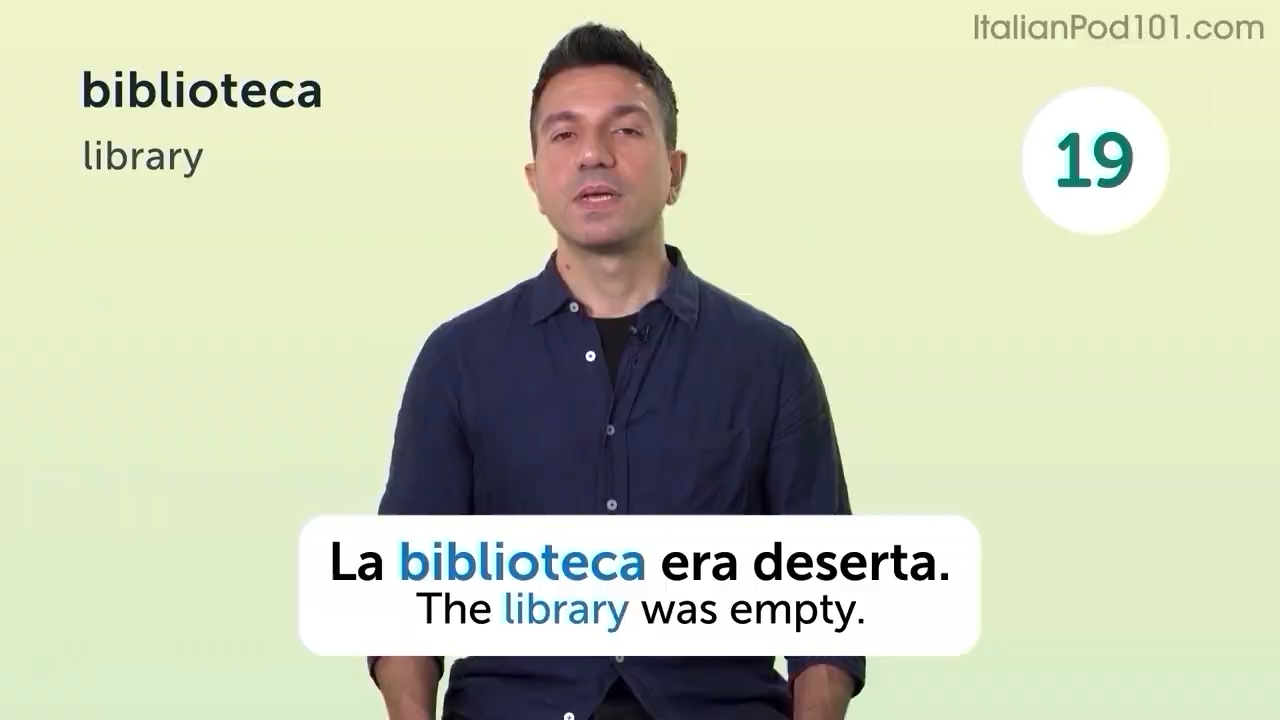 ItalianPod101.com
biblioteca
library
19
La biblioteca era deserta.
The library was empty.